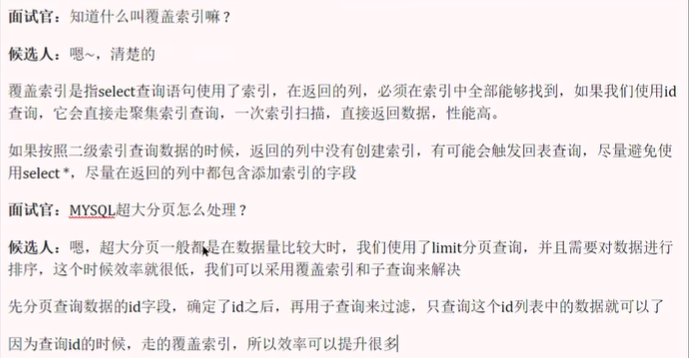 面试官：知道什么叫覆盖索引嘛？
候选人：嗯~，清楚的
覆盖索引是指select查询语句使用了索引，在返回的列，必须在索引中全部能够找到，如果我们使用id
查询，它会直接走聚集索引查询，一次索引扫描，直接返回数据，性能高。
如果按照二级索引查询数据的时候，返回的列中没有创建索引，有可能会触发回表查询，尽量避免使
用select *，尽量在返回的列中都包含添加索引的字段
面试官：MYSQL超大分页怎么处理？
候选人：嗯，超大分页一般都是在数据量比较大时，我们使用了limit分页查询，并且需要对数据进行
排序，这个时候效率就很低，我们可以采用覆盖索引和子查询来解决
先分页查询数据的id字段，确定了id之后，再用子查询来过滤，只查询这个id列表中的数据就可以了
因为查询id的时候，走的覆盖索引，所以效率可以提升很多